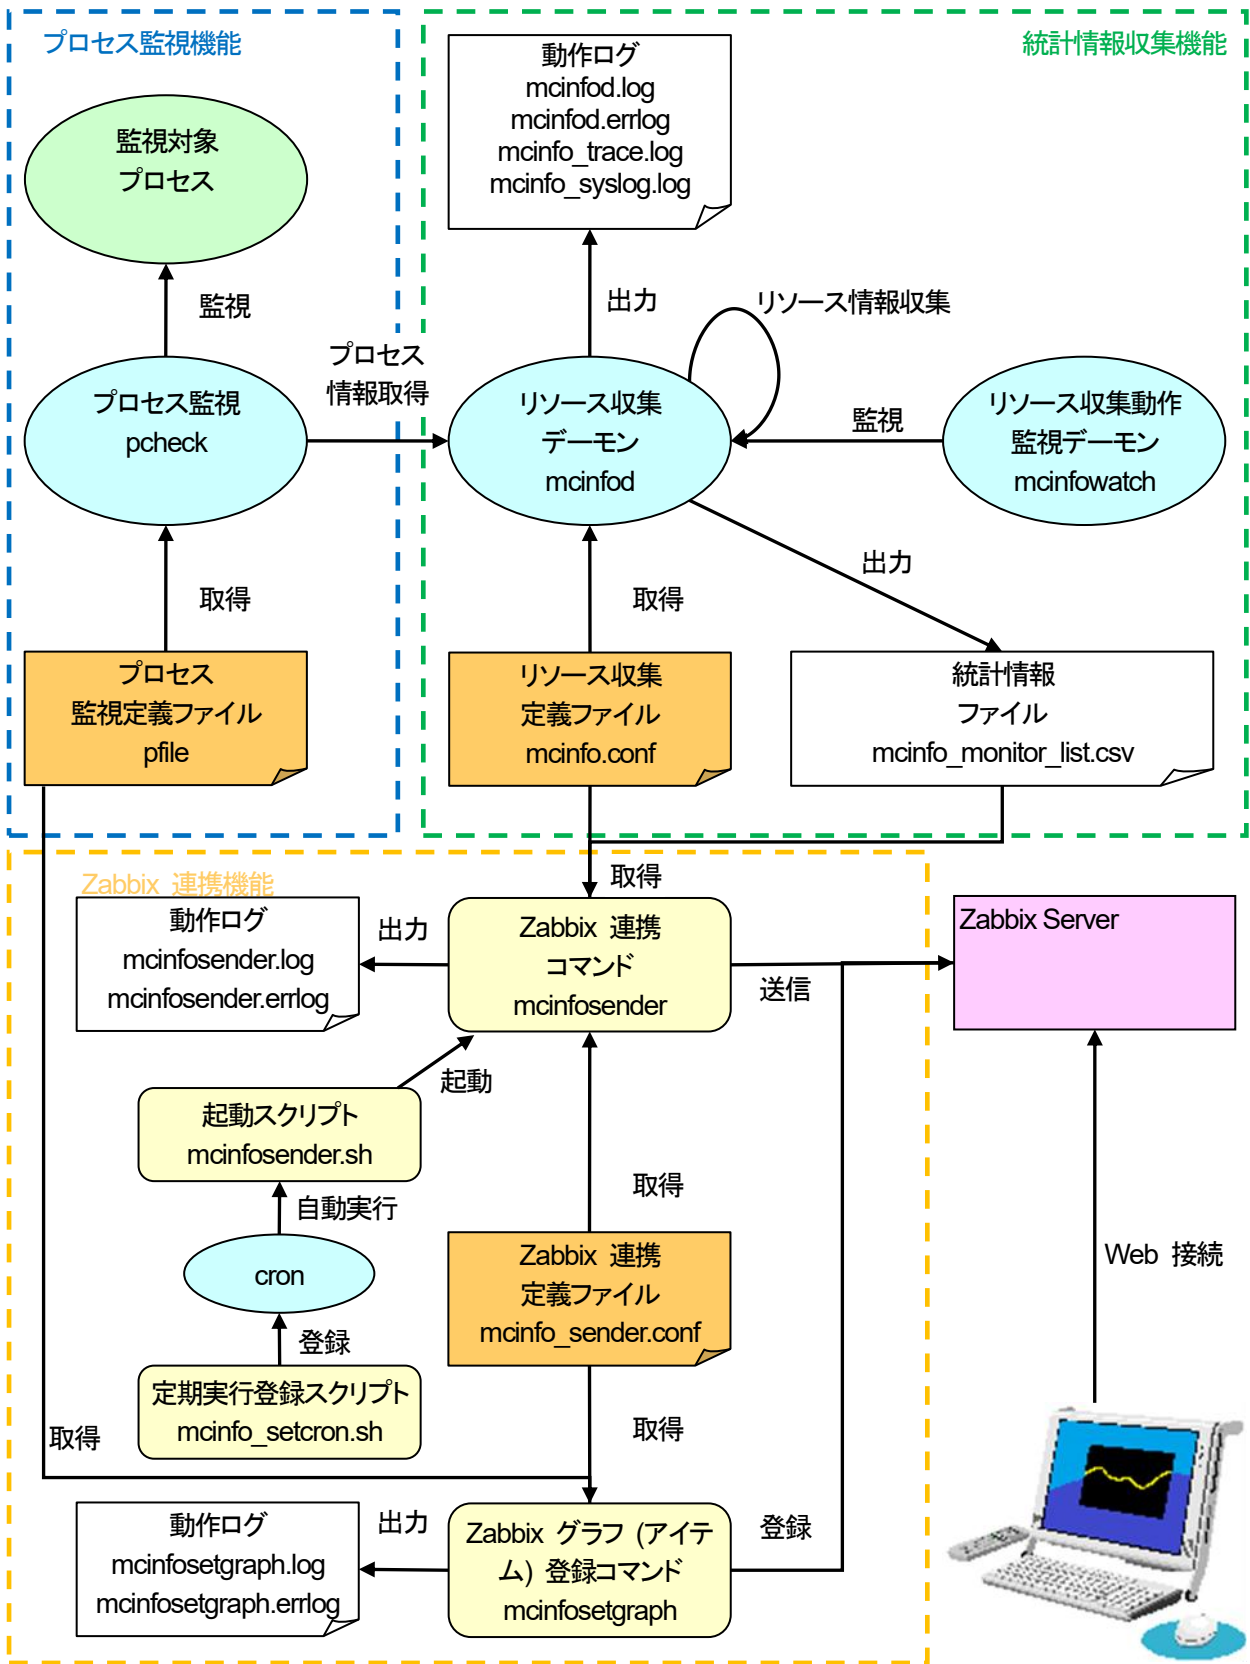 プロセス監視機能
監視対象
プロセス
監視
プロセス監視
pcheck
取得
プロセス
監視定義ファイル
pfile
プロセス
情報取得
統計情報収集機能
動作ログ
mcinfod.log
mcinfod.errlog
mcinfo_trace.log
mcinfo_syslog.log
出力
リソース情報収集
リソース収集
デーモン
mcinfod
監視
リソース収集動作
監視デーモン
mcinfowatch
取得
出力
リソース収集
定義ファイル
mcinfo.conf
統計情報
ファイル
mcinfo_monitor_list.csv
Zabbix 連携機能
取得
動作ログ
mcinfosender.log
mcinfosender.errlog
出力
Zabbix 連携
コマンド
mcinfosender
送信
Zabbix Server
起動
起動スクリプト
mcinfosender.sh
自動実行
cron
登録
定期実行登録スクリプト
mcinfo_setcron.sh
取得
Zabbix 連携
定義ファイル
mcinfo_sender.conf
Web 接続
取得
取得
動作ログ
mcinfosetgraph.log
mcinfosetgraph.errlog
出力
Zabbix グラフ (アイテ
ム) 登録コマンド
mcinfosetgraph
登録